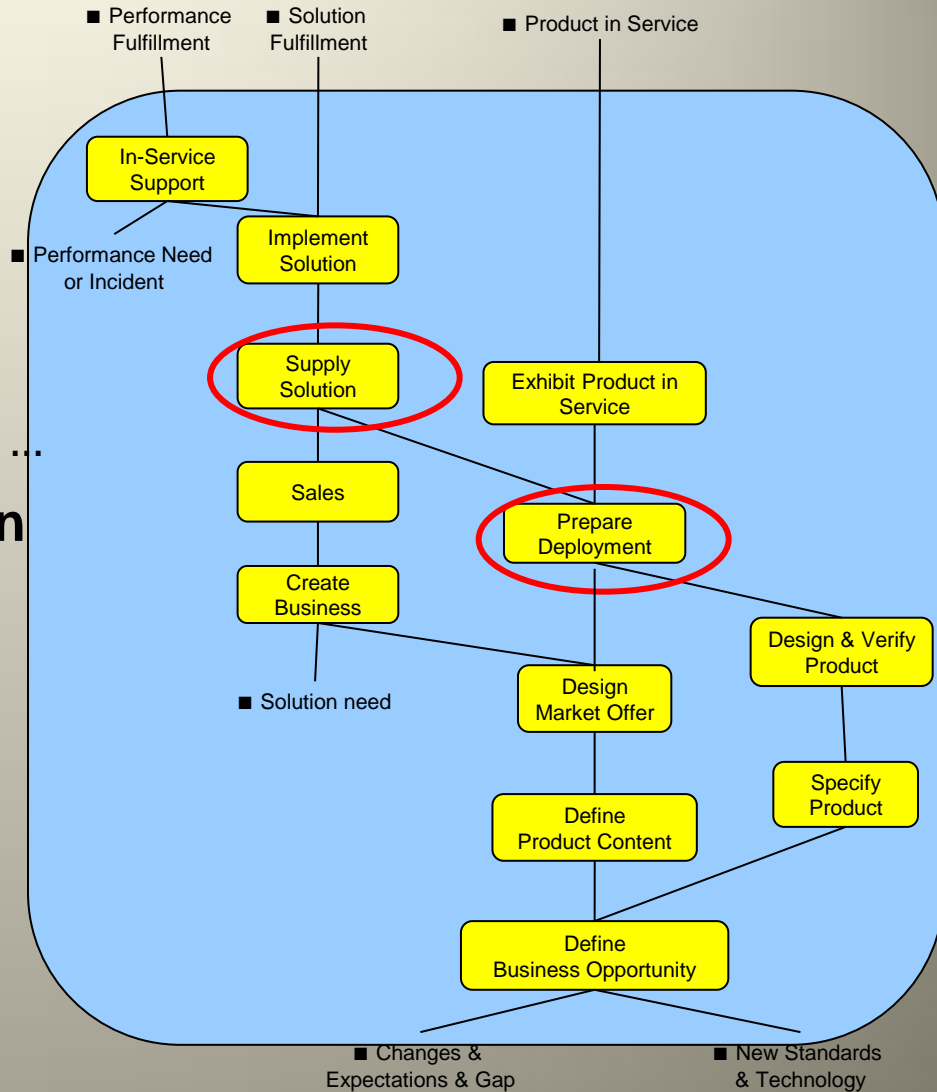 ■ Performance
Fulfillment
■ Solution
Fulfillment
■ Product in Service
In-Service
Support
■ Performance Need
or Incident
Implement
Solution
Supply
Solution
Exhibit Product in
Service
...
Sales
n
Prepare
Deployment
Create
Business
Design & Verify
Product
■ Solution need
Design
Market Offer
Specify
Product
Define
Product Content
Define
Business Opportunity
■ Changes &
Expectations & Gap
■ New Standards
& Technology